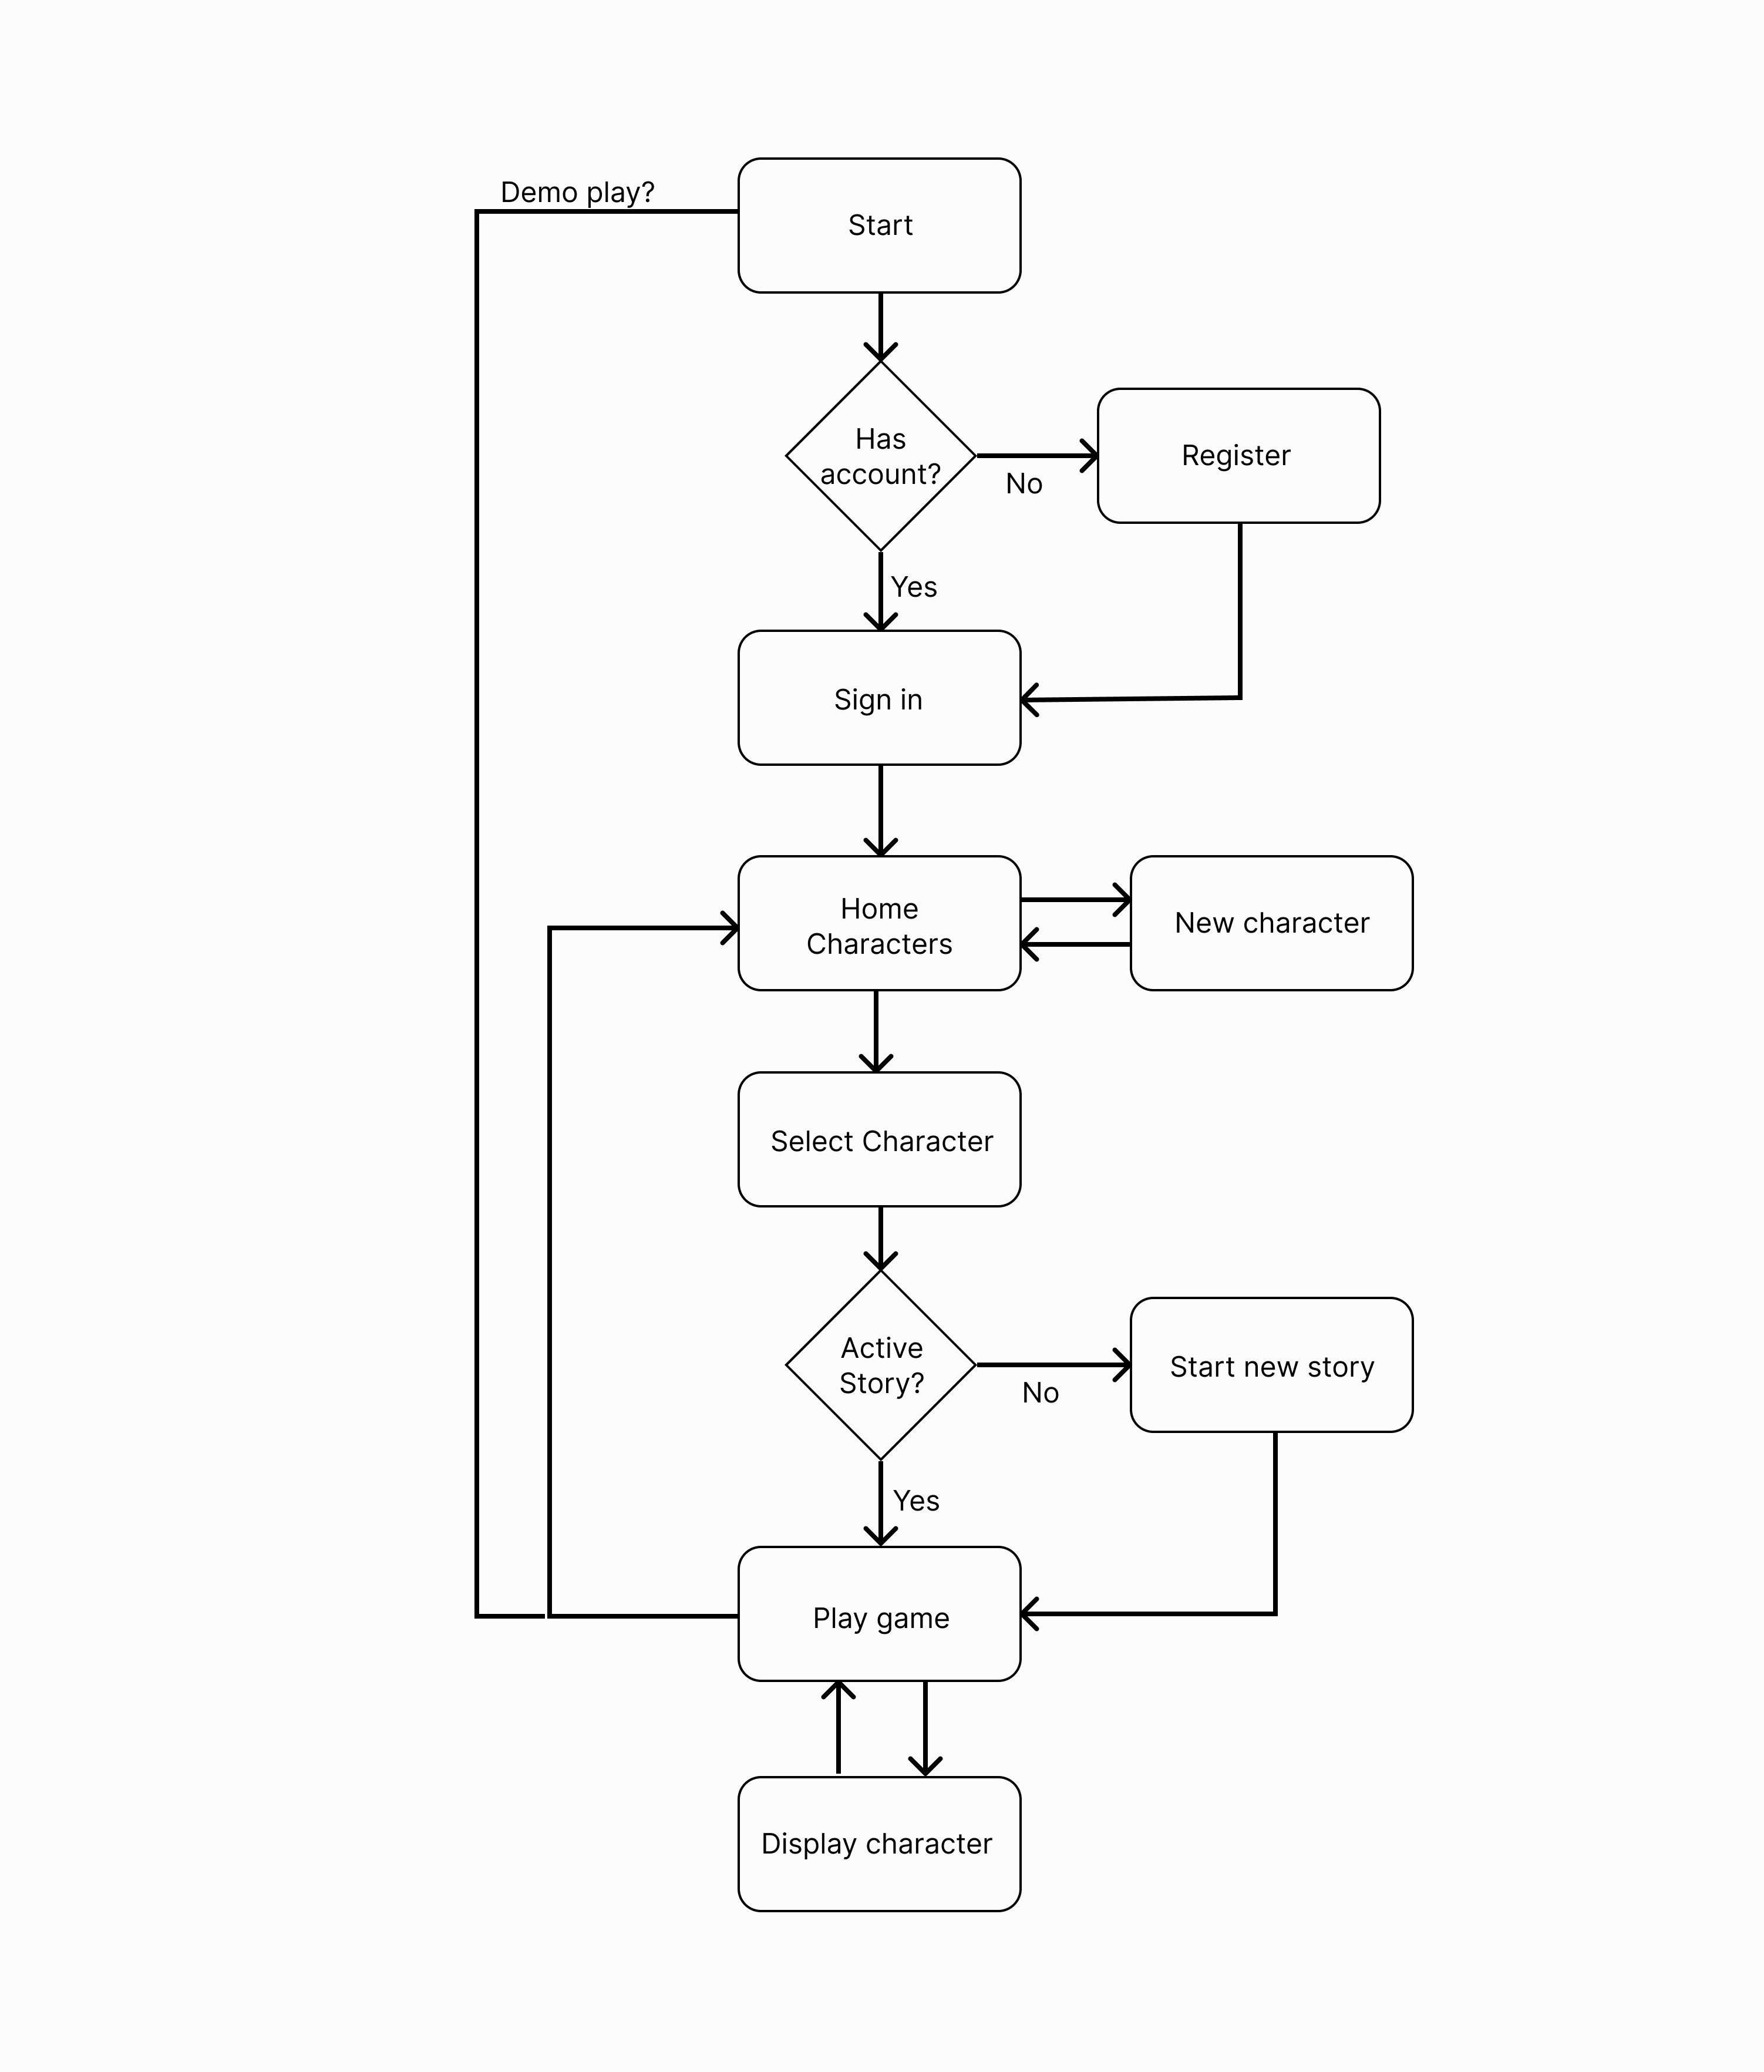 Demo play?
Start
Has
account?
No
Register
Yes
Sign in
Home
Characters
New character
Select Character
Active
Story?
No
Start new story
Yes
Play game
Display character